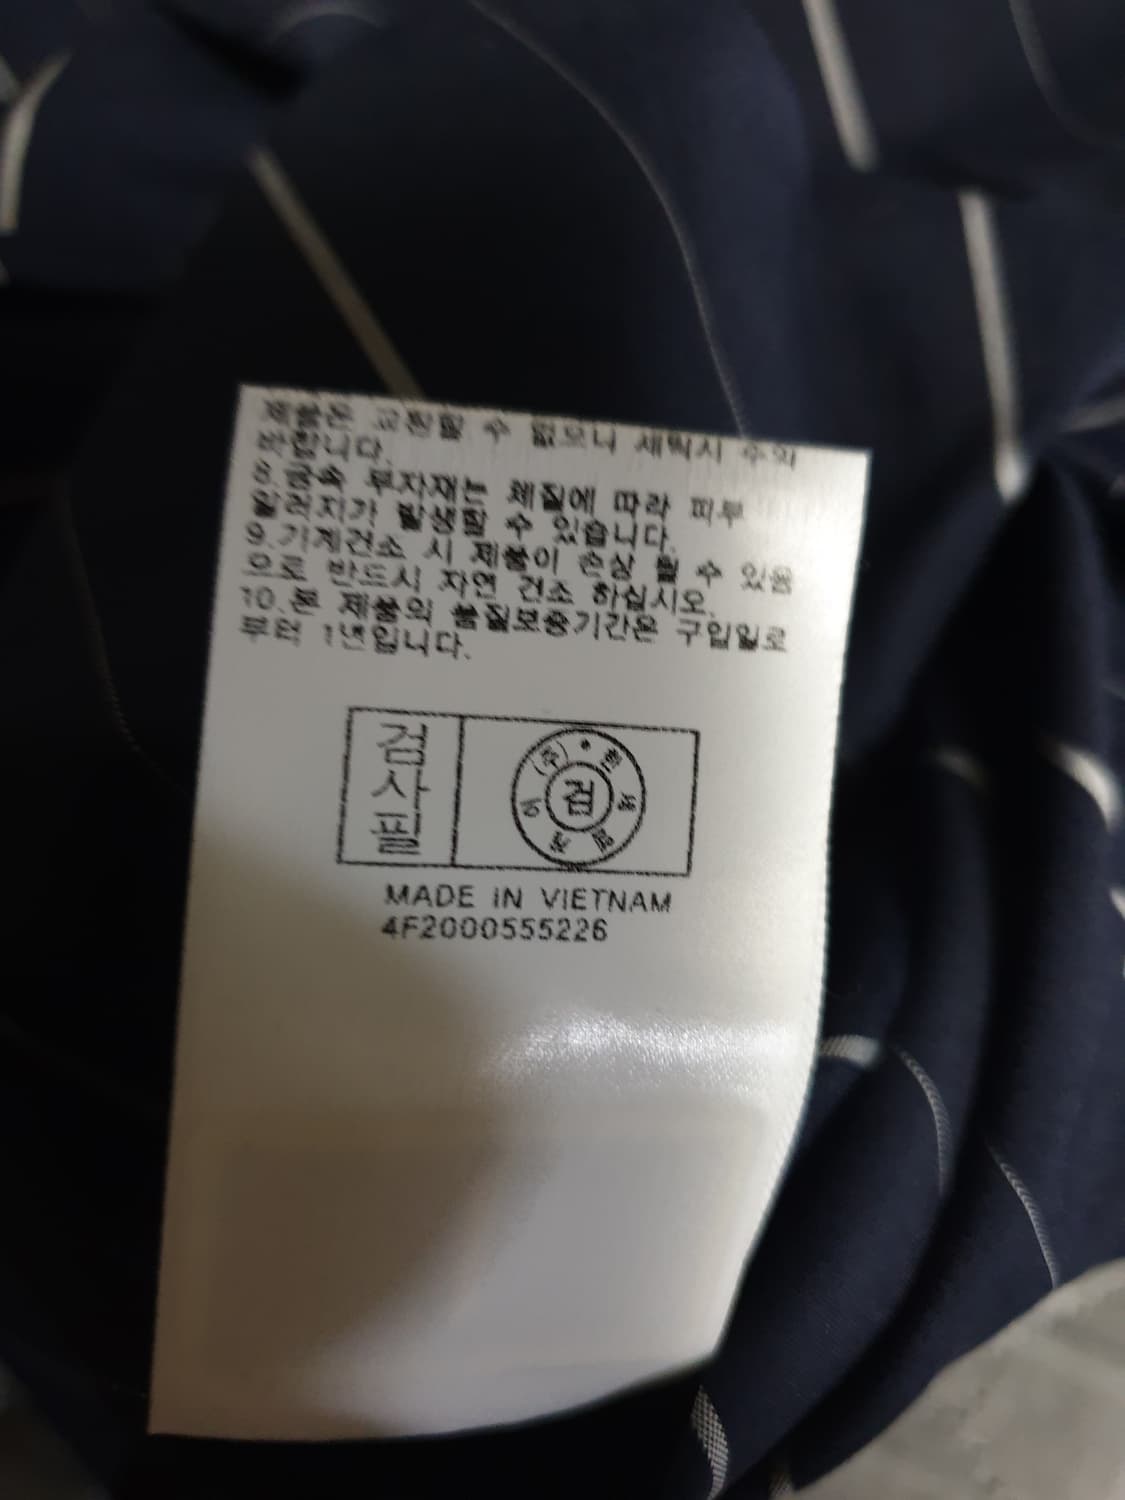 제품은 교환할 수 없으니 세탁시 주의
바랍니다.
8.금속 부자재는 체질에 따라 피부
알러지가 발생할 수 있습니다.
9.기계건조 시 제품이 손상 될 수 있음
으로 반드시 자연 건조 하십시오.
10.본 제품의 품질보증기간은 구입일로
부터 1년입니다.
검
사
필
(주)
검
MADE IN VIETNAM
4F2000555226